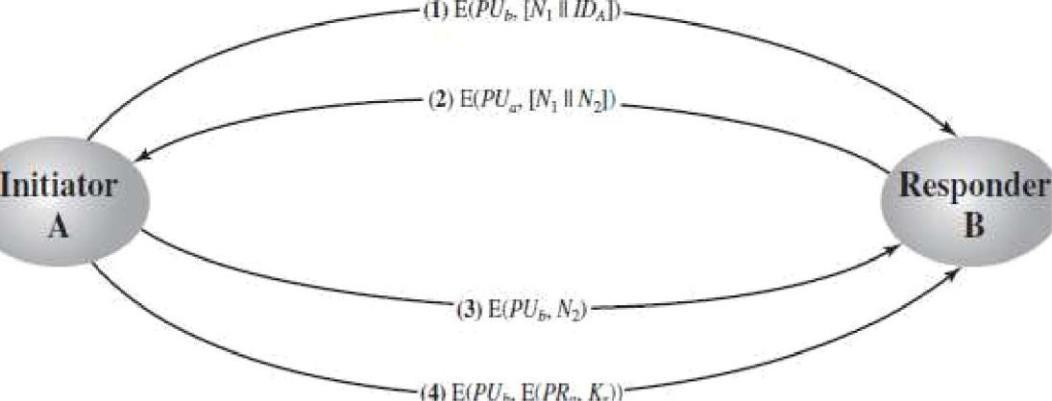 (1) E(PU_b, [N_1 || ID_A])
(2) E(PU_a, [N_1 || N_2])
Initiator
A
Responder
B
(3) E(PU_b, N_2)
(4) E(PU_b, E(PR_a, K_s))